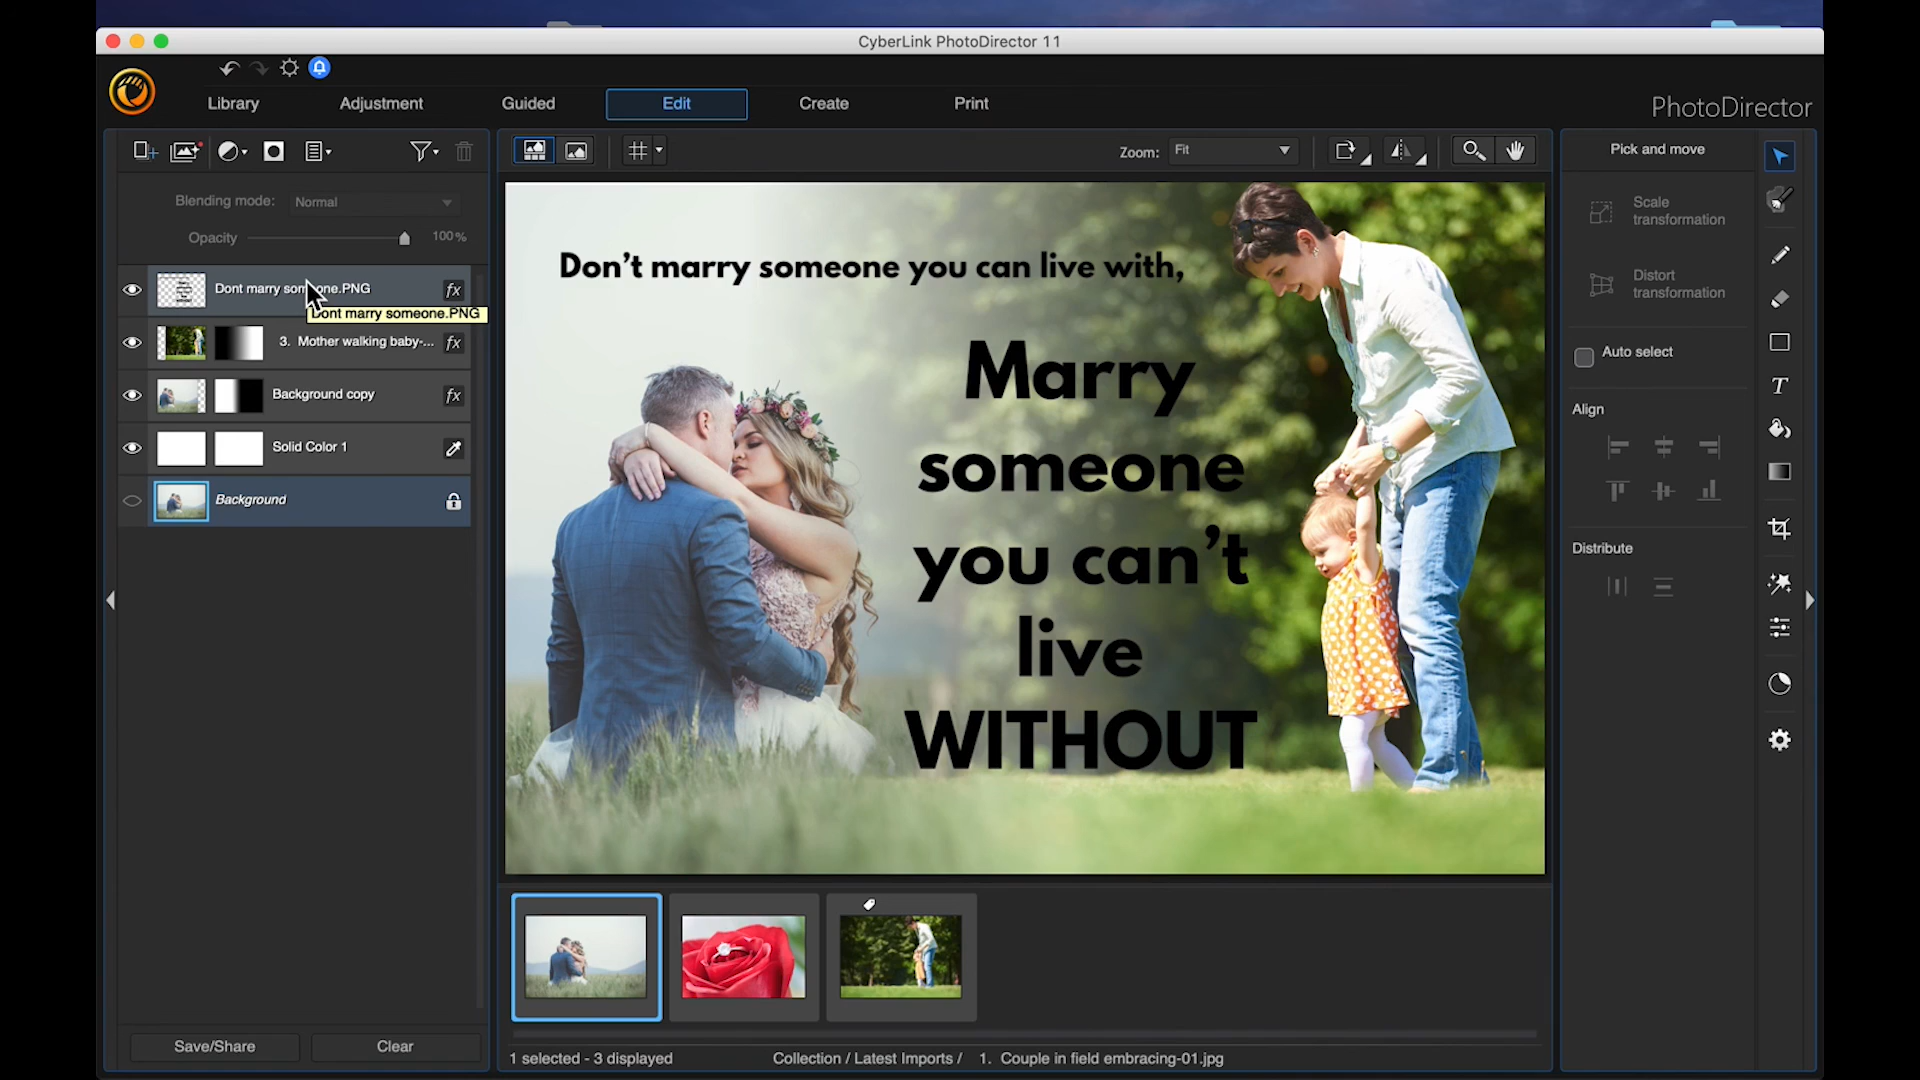 CyberLink PhotoDirector 11
Library Adjustment Guided Edit Create Print
PhotoDirector
Zoom: Fit
Pick and move
Blending mode: Normal
Opacity 100%
Dont marry someone.PNG fx
Dont marry someone.PNG
3. Mother walking baby-... fx
Background copy fx
Solid Color 1
Background
Don't marry someone you can live with,
Marry
someone
you can't
live
WITHOUT
Scale
transformation
Distort
transformation
Auto select
Align
Distribute
T
Save/Share Clear
1 selected - 3 displayed
Collection / Latest Imports / 1. Couple in field embracing-01.jpg